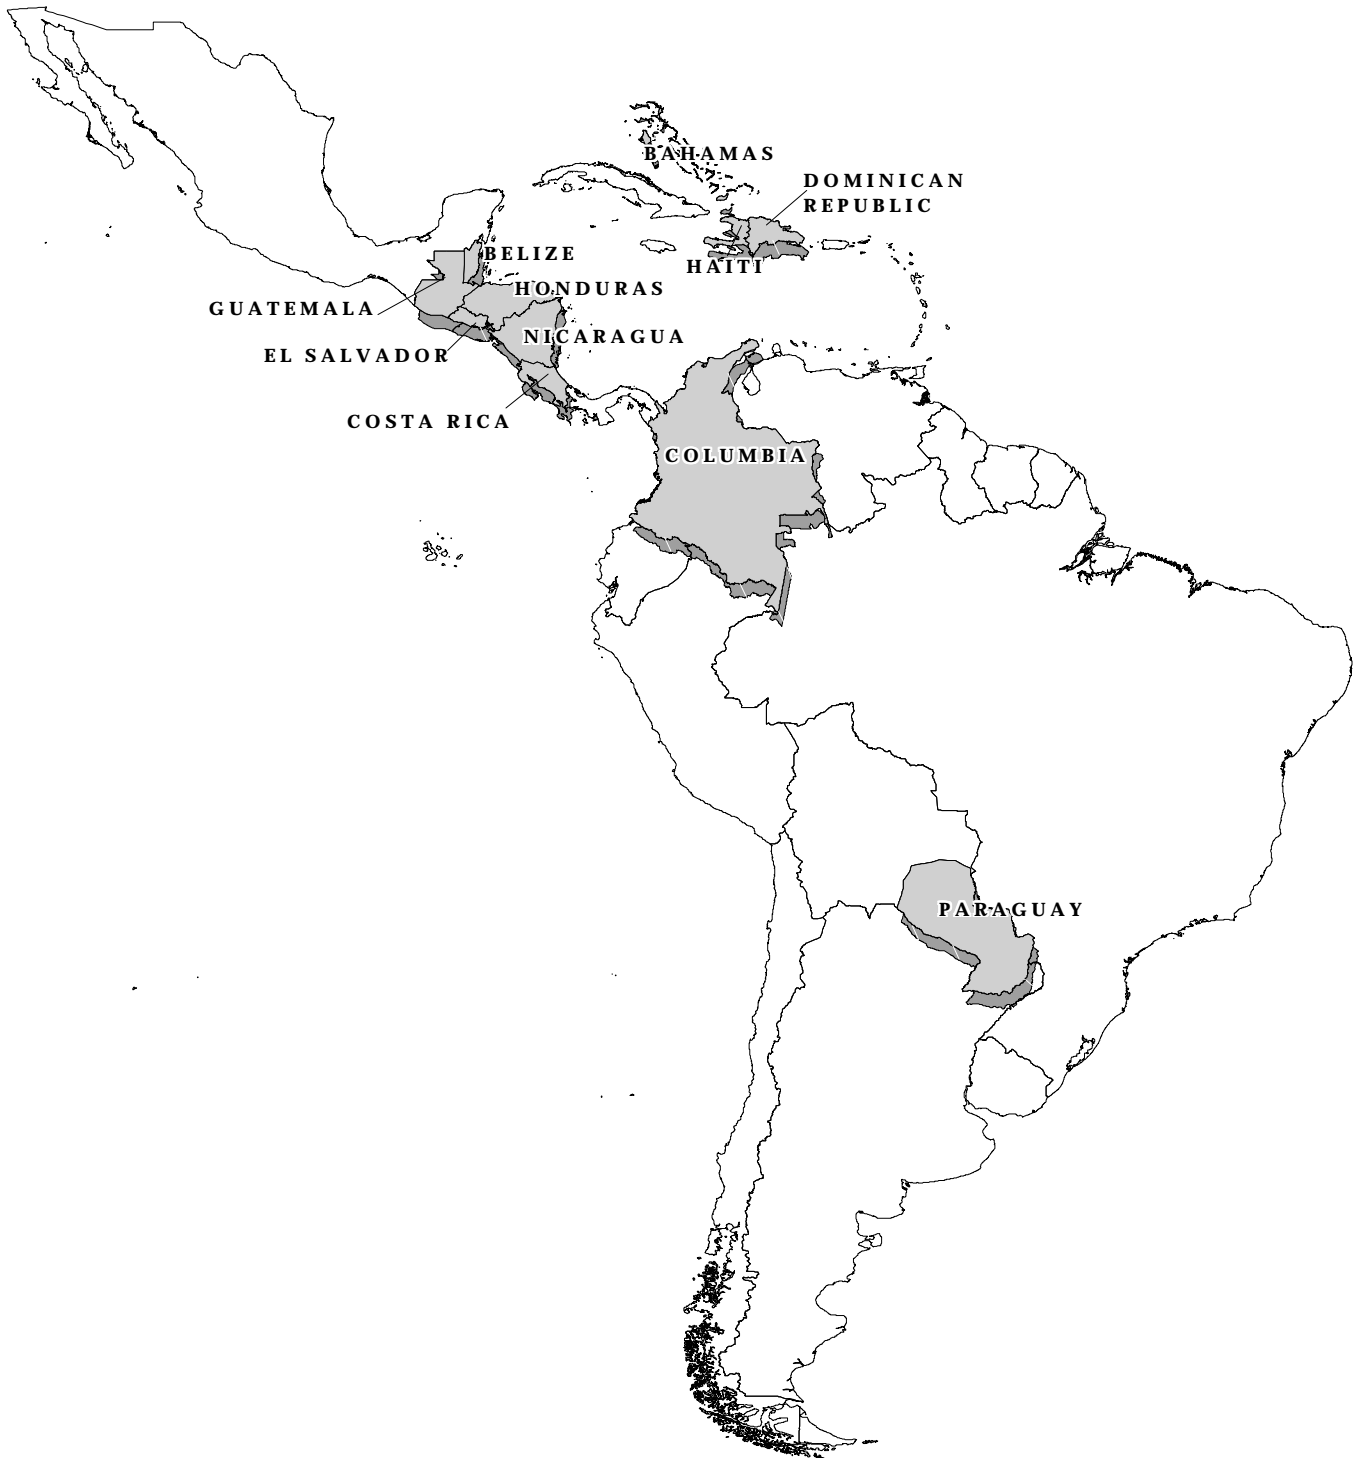 BAHAMAS
DOMINICAN
REPUBLIC
BELIZE
HAITI
HONDURAS
GUATEMALA
NICARAGUA
EL SALVADOR
COSTA RICA
COLUMBIA
PARAGUAY